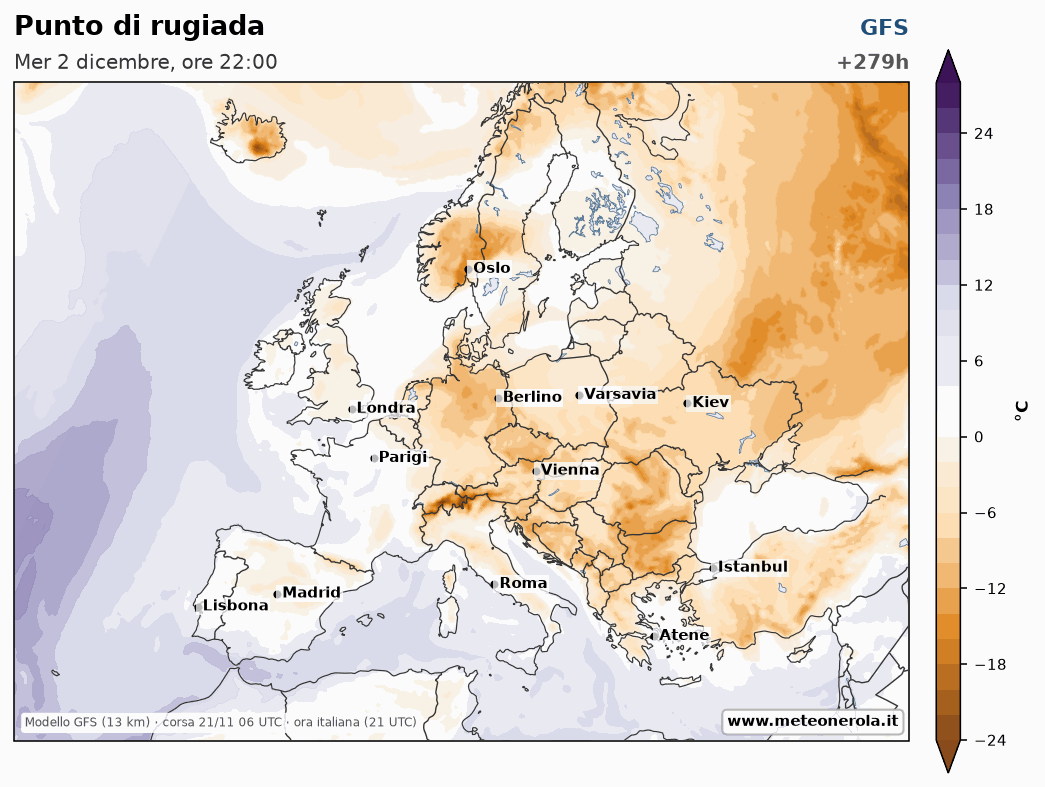 Punto di rugiada
GFS
Mer 2 dicembre, ore 22:00
+279h
Oslo
Londra
Berlino
Varsavia
Kiev
Parigi
Vienna
Madrid
Lisbona
Roma
Istanbul
Atene
Modello GFS (13 km) · corsa 21/11 06 UTC · ora italiana (21 UTC)
www.meteonerola.it
24
18
12
6
0
−6
−12
−18
−24
°C